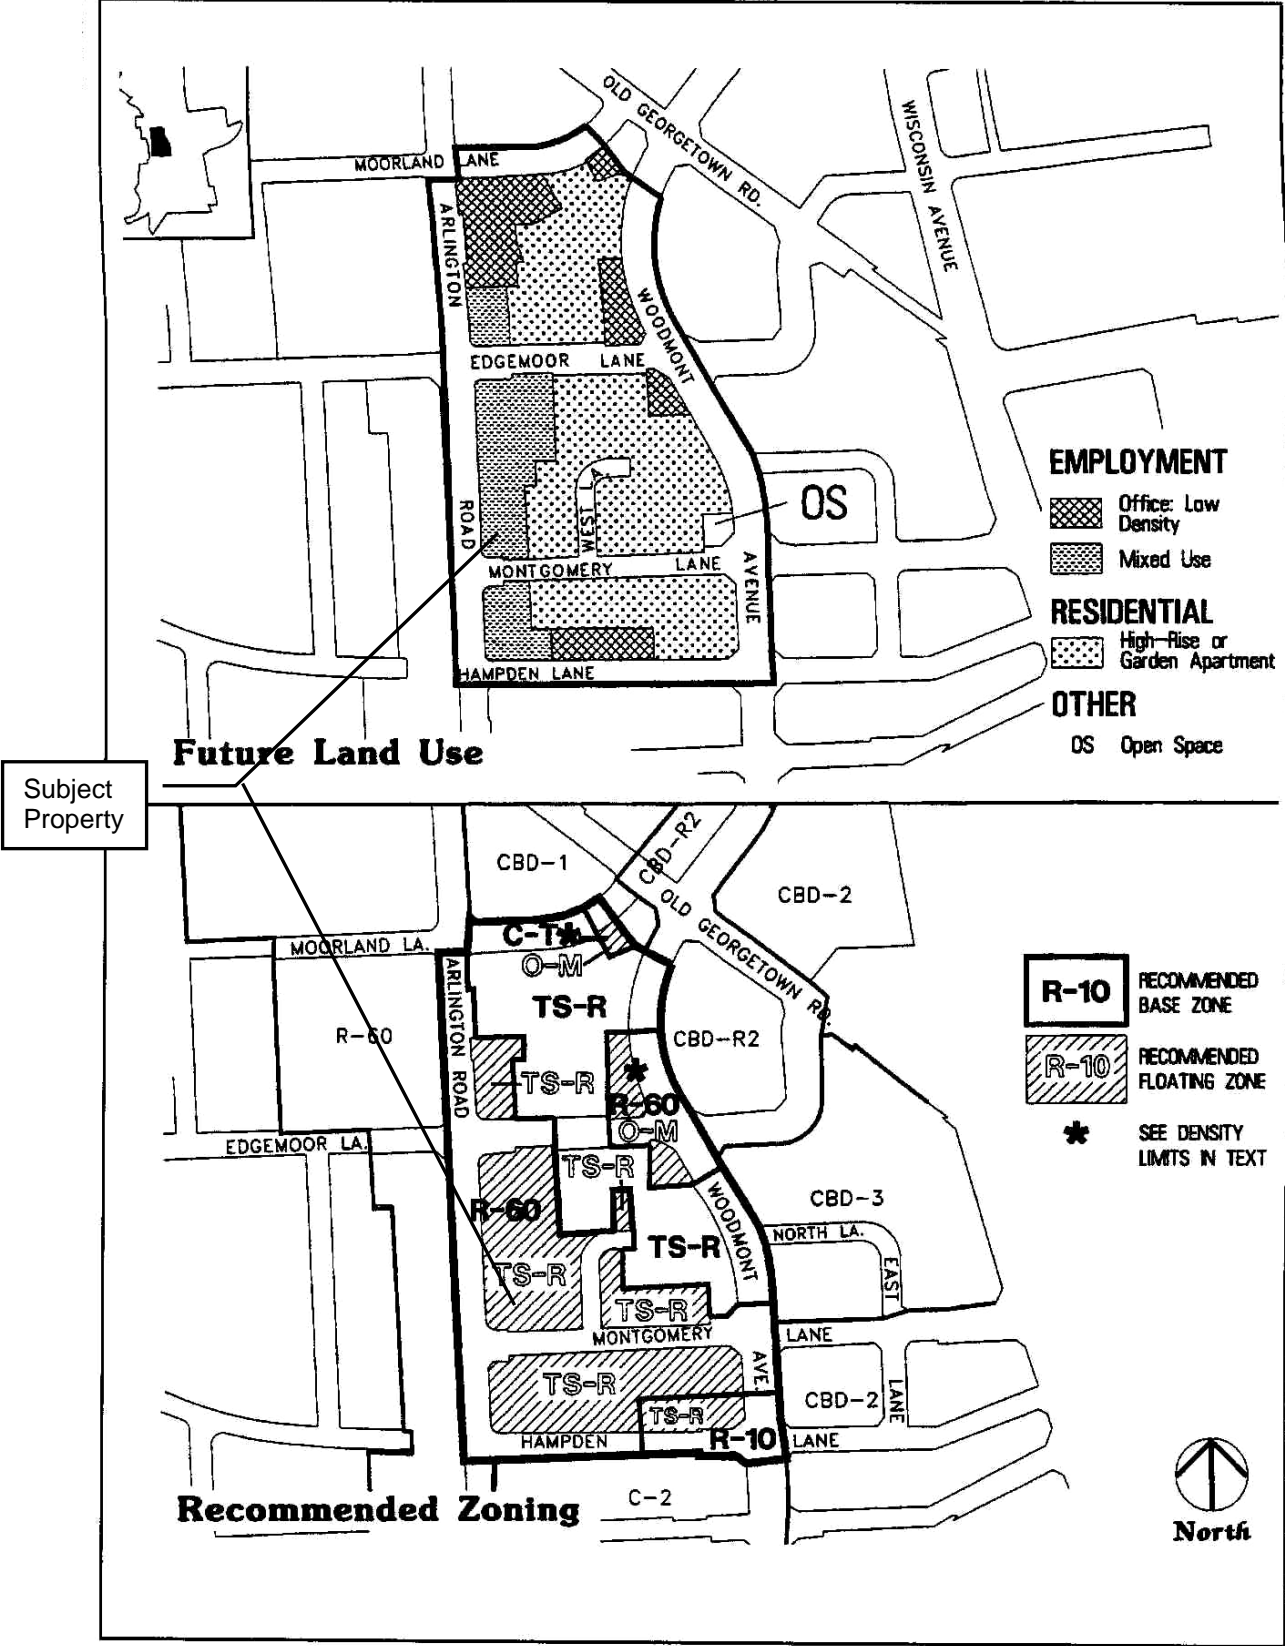 OLD GEORGETOWN RD.
WISCONSIN AVENUE
MOORLAND LANE
ARLINGTON
WOODMONT
EDGEMOOR LANE
EMPLOYMENT
Office: Low
Density
Mixed Use
WEST LA
OS
ROAD
MONTGOMERY LANE
AVENUE
RESIDENTIAL
High-Rise or
Garden Apartment
HAMPDEN LANE
OTHER
OS Open Space
Future Land Use
Subject
Property
CBD-R2
CBD-1
CBD-2
OLD GEORGETOWN RD.
C-T*
MOORLAND LA.
O-M
ARLINGTON ROAD
TS-R
R-10
RECOMMENDED
BASE ZONE
R-60
CBD-R2
TS-R
R-10
RECOMMENDED
FLOATING ZONE
*
R-60
O-M
EDGEMOOR LA.
*
SEE DENSITY
LIMITS IN TEXT
TS-R
WOODMONT
CBD-3
R-60
NORTH LA.
TS-R
EAST
TS-R
TS-R
MONTGOMERY LANE
AVE.
TS-R
CBD-2
LANE
TS-R
R-10
HAMPDEN LANE
C-2
Recommended Zoning
North